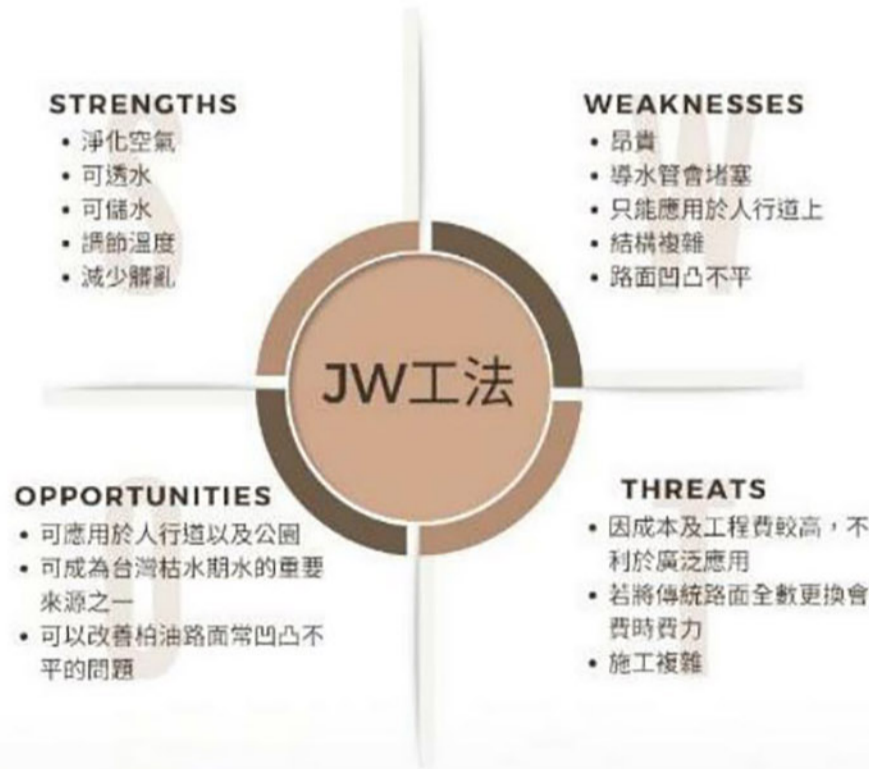 STRENGTHS
• 淨化空氣
• 可透水
• 可儲水
• 調節溫度
• 減少髒亂
WEAKNESSES
• 昂貴
• 導水管會堵塞
• 只能應用於人行道上
• 結構複雜
• 路面凹凸不平
JW工法
OPPORTUNITIES
• 可應用於人行道以及公園
• 可成為台灣枯水期水的重要
來源之一
• 可以改善柏油路面常凹凸不
平的問題
THREATS
• 因成本及工程費較高，不
利於廣泛應用
• 若將傳統路面全數更換會
費時費力
• 施工複雜
S
W
O
T